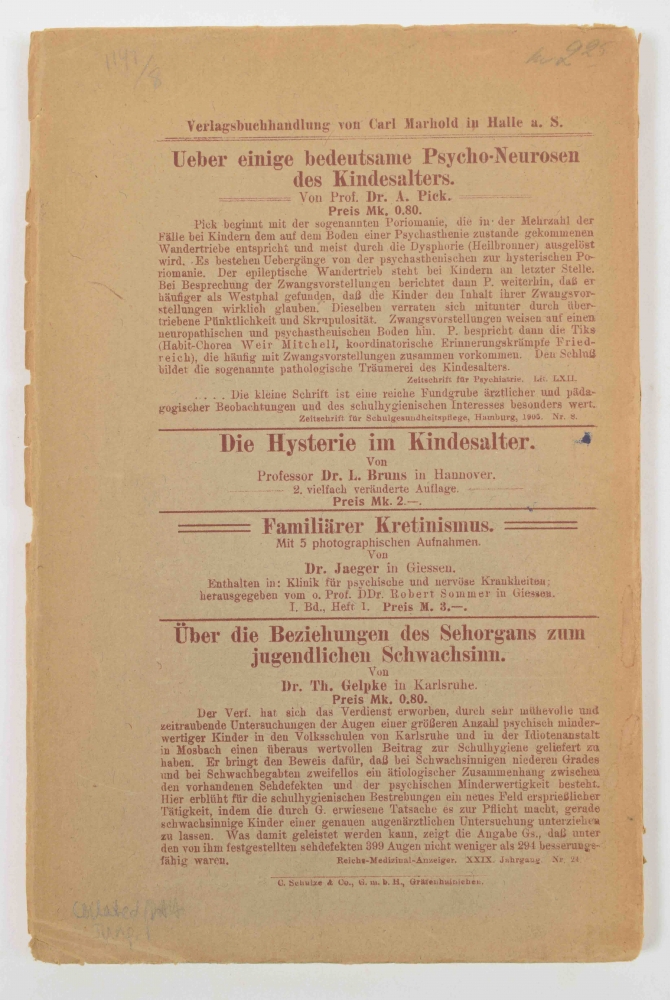 1141/8
925
Verlagsbuchhandlung von Carl Marhold in Halle a. S.
Ueber einige bedeutsame Psycho-Neurosen
des Kindesalters.
Von Prof. Dr. A. Pick.
Preis Mk. 0.80.
Pick beginnt mit der sogenannten Poriomanie, die in der Mehrzahl der
Fälle bei Kindern dem auf dem Boden einer Psychasthenie zustande gekommenen
Wandertriebe entspricht und meist durch die Dysphorie (Heilbronner) ausgelöst
wird. Es bestehen Uebergänge von der psychasthenischen zur hysterischen Po-
riomanie. Der epileptische Wandertrieb steht bei Kindern an letzter Stelle.
Bei Besprechung der Zwangsvorstellungen berichtet dann P. weiterhin, daß er
häufiger als Westphal gefunden, daß die Kinder den Inhalt ihrer Zwangsvor-
stellungen wirklich glauben. Dieselben verraten sich mitunter durch über-
triebene Pünktlichkeit und Skrupulosität. Zwangsvorstellungen weisen auf einen
neuropathischen und psychasthenischen Boden hin. P. bespricht dann die Tiks
(Habit-Chorea Weir Mitchell, koordinatorische Erinnerungskrämpfe Fried-
reich), die häufig mit Zwangsvorstellungen zusammen vorkommen. Den Schluß
bildet die sogenannte pathologische Träumerei des Kindesalters.
Zeitschrift für Psychiatrie. Bd. LXII.
. . . . Die kleine Schrift ist eine reiche Fundgrube ärztlicher und päda-
gogischer Beobachtungen und des schulhygienischen Interesses besonders wert.
Zeitschrift für Schulgesundheitspflege, Hamburg, 1905. Nr. 8.
Die Hysterie im Kindesalter.
Von
Professor Dr. L. Bruns in Hannover.
2. vielfach veränderte Auflage.
Preis Mk. 2.—.
Familiärer Kretinismus.
Mit 5 photographischen Aufnahmen.
Von
Dr. Jaeger in Giessen.
Enthalten in: Klinik für psychische und nervöse Krankheiten;
herausgegeben vom o. Prof. DDr. Robert Sommer in Giessen.
I. Bd., Heft 1. Preis M. 3.—.
Über die Beziehungen des Sehorgans zum
jugendlichen Schwachsinn.
Von
Dr. Th. Gelpke in Karlsruhe.
Preis Mk. 0.80.
Der Verf. hat sich das Verdienst erworben, durch sehr mühevolle und
zeitraubende Untersuchungen der Augen einer größeren Anzahl psychisch minder-
wertiger Kinder in den Volksschulen von Karlsruhe und in der Idiotenanstalt
in Mosbach einen überaus wertvollen Beitrag zur Schulhygiene geliefert zu
haben. Er bringt den Beweis dafür, daß bei Schwachsinnigen niederen Grades
und bei Schwachbegabten zweifellos ein ätiologischer Zusammenhang zwischen
den vorhandenen Sehdefekten und der psychischen Minderwertigkeit besteht.
Hier erblüht für die schulhygienischen Bestrebungen ein neues Feld ersprießlicher
Tätigkeit, indem die durch G. erwiesene Tatsache es zur Pflicht macht, gerade
schwachsinnige Kinder einer genauen augenärztlichen Untersuchung unterziehen
zu lassen. Was damit geleistet werden kann, zeigt die Angabe Gs., daß unter
den von ihm festgestellten sehdefekten 399 Augen nicht weniger als 294 besserungs-
fähig waren.
Reichs-Medizinal-Anzeiger. XXIX. Jahrgang. Nr. 24
C. Schulze & Co., G. m. b. H., Gräfenhainichen.